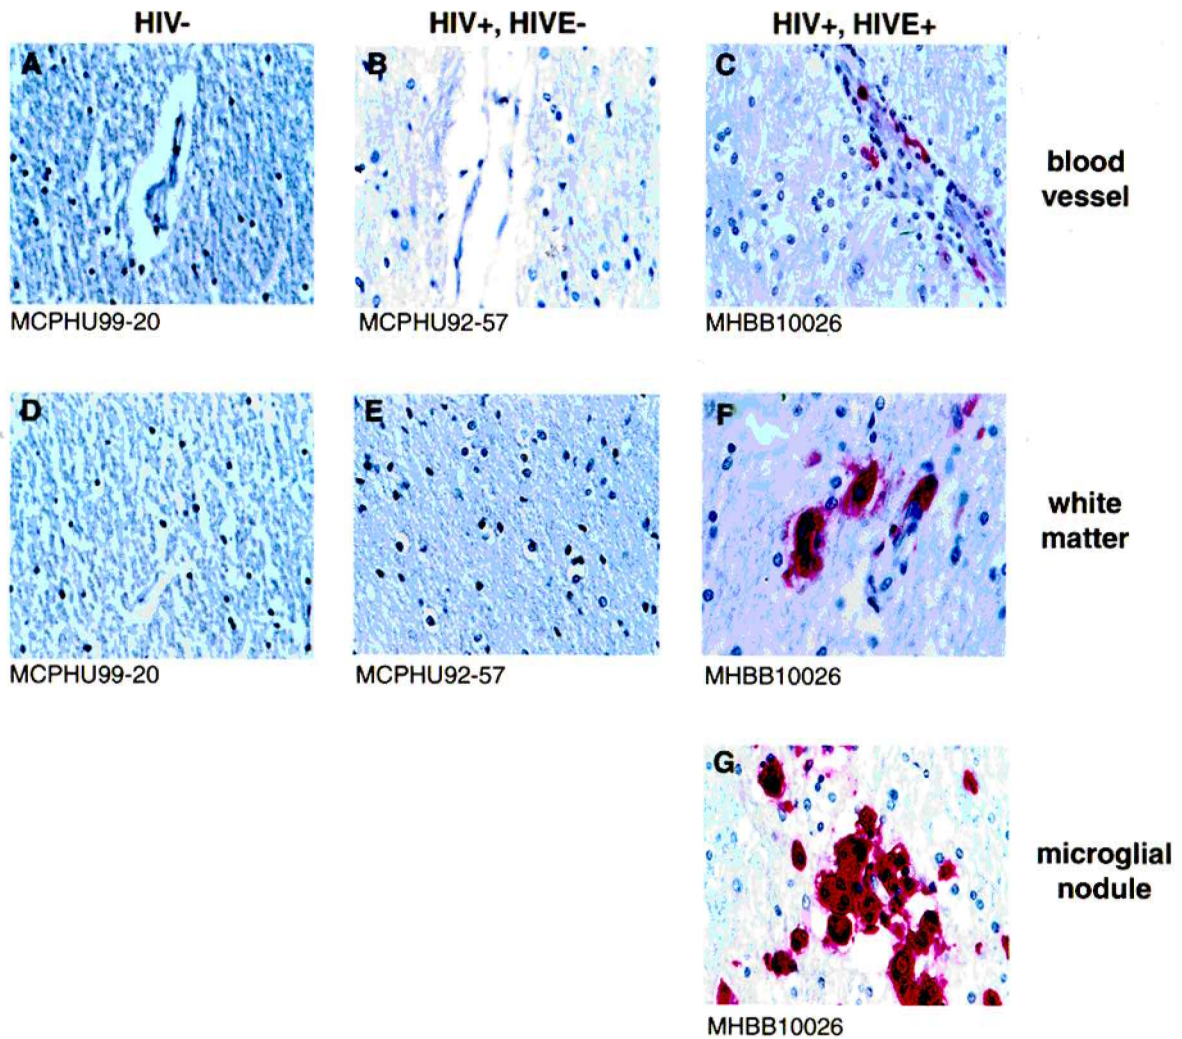 HIV-
HIV+, HIVE-
HIV+, HIVE+
A
B
C
blood
vessel
MCPHU99-20
MCPHU92-57
MHBB10026
D
E
F
white
matter
MCPHU99-20
MCPHU92-57
MHBB10026
G
microglial
nodule
MHBB10026